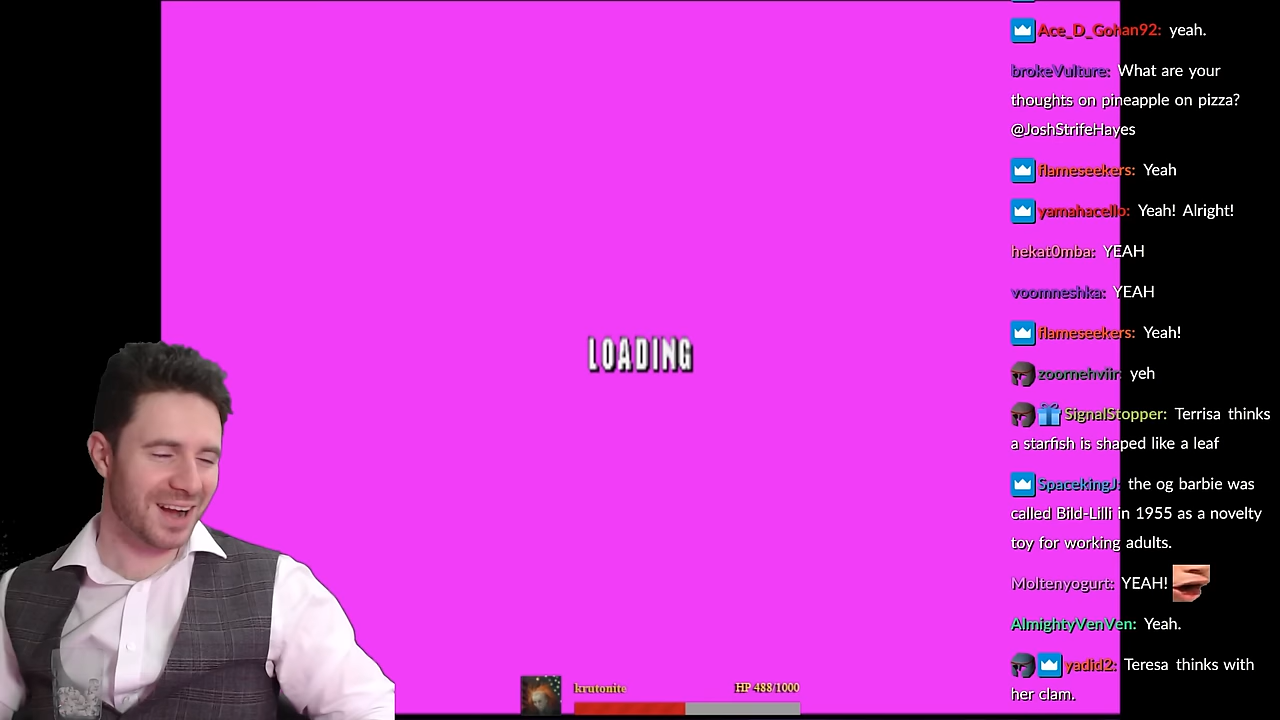 Ace_D_Gohan92: yeah.
brokeVulture: What are your
thoughts on pineapple on pizza?
@JoshStrifeHayes
flameseekers: Yeah
yamahacello: Yeah! Alright!
hekat0mba: YEAH
voomneshka: YEAH
flameseekers: Yeah!
LOADING
zoomehviir: yeh
SignalStopper: Terrisa thinks
a starfish is shaped like a leaf
SpacekingJ: the og barbie was
called Bild-Lilli in 1955 as a novelty
toy for working adults.
Moltenyogurt: YEAH!
AlmightyVenVen: Yeah.
yadid2: Teresa thinks with
her clam.
krutonite HP 488/1000